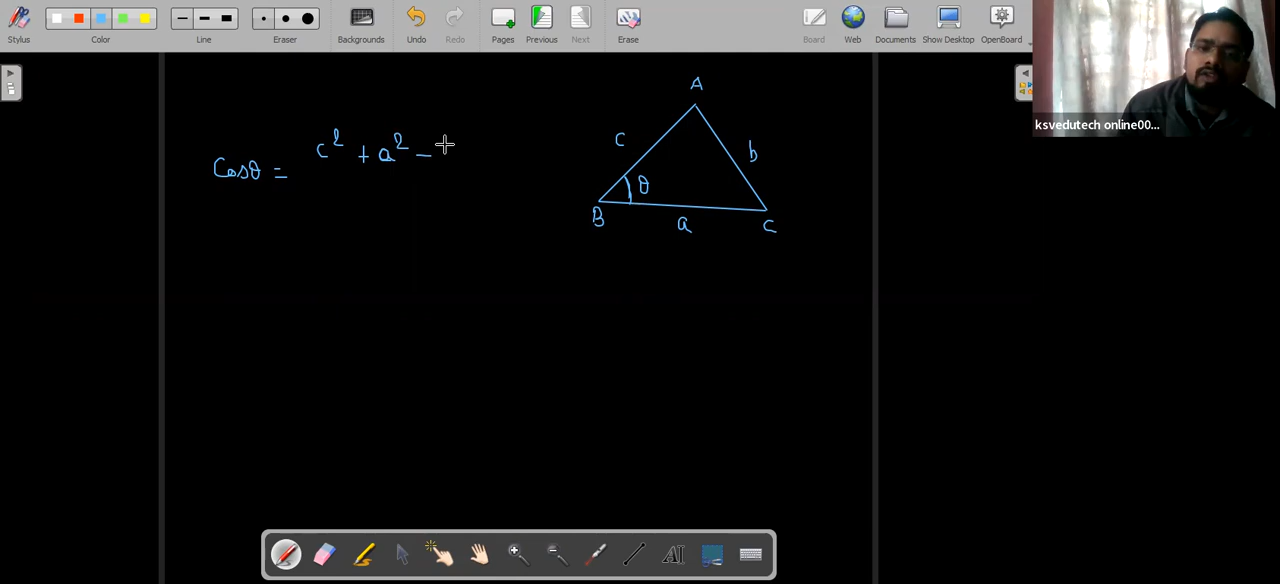 Stylus Color Line Eraser Backgrounds Undo Redo Pages Previous Next Erase Board Web Documents Show Desktop OpenBoard
ksvedutech online00...
A
c b
Cosθ = c² + a² −
θ
B a C
AI